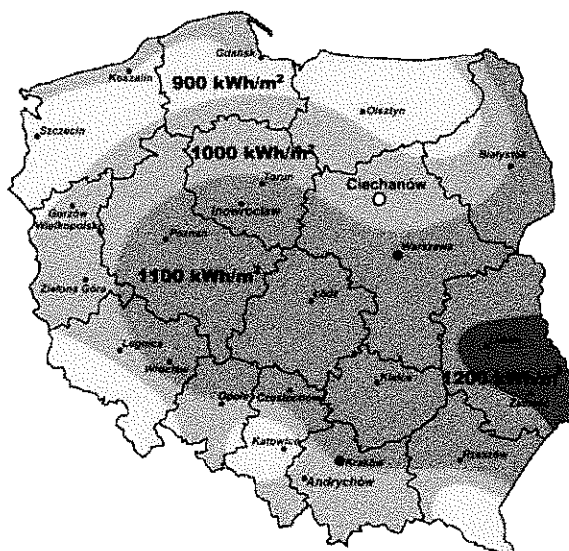 Gdańsk
Koszalin
900 kWh/m²
Olsztyn
Szczecin
1000 kWh/m²
Białystok
Toruń
Ciechanów
Inowrocław
Gorzów
Wielkopolski
Poznań
Warszawa
1100 kWh/m²
Zielona Góra
Łódź
Legnica
Wrocław
Kielce
1200 kWh/m²
Opole
Częstochowa
Katowice
Kraków
Rzeszów
Andrychów